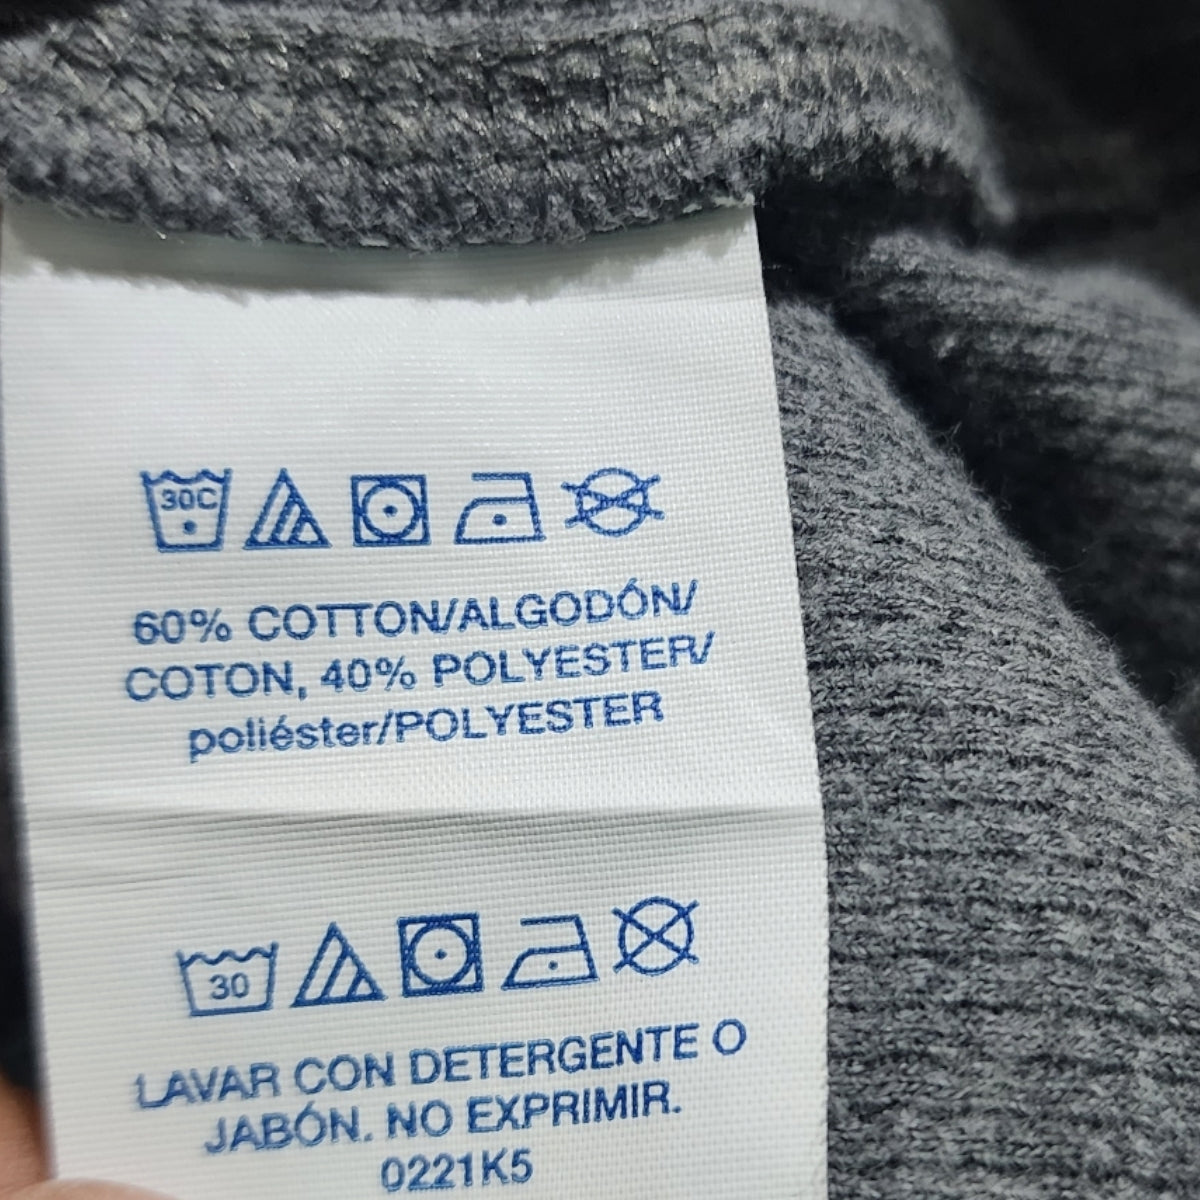 30C
60% COTTON/ALGODÓN/
COTON, 40% POLYESTER/
poliéster/POLYESTER
30
LAVAR CON DETERGENTE O
JABÓN. NO EXPRIMIR.
0221K5